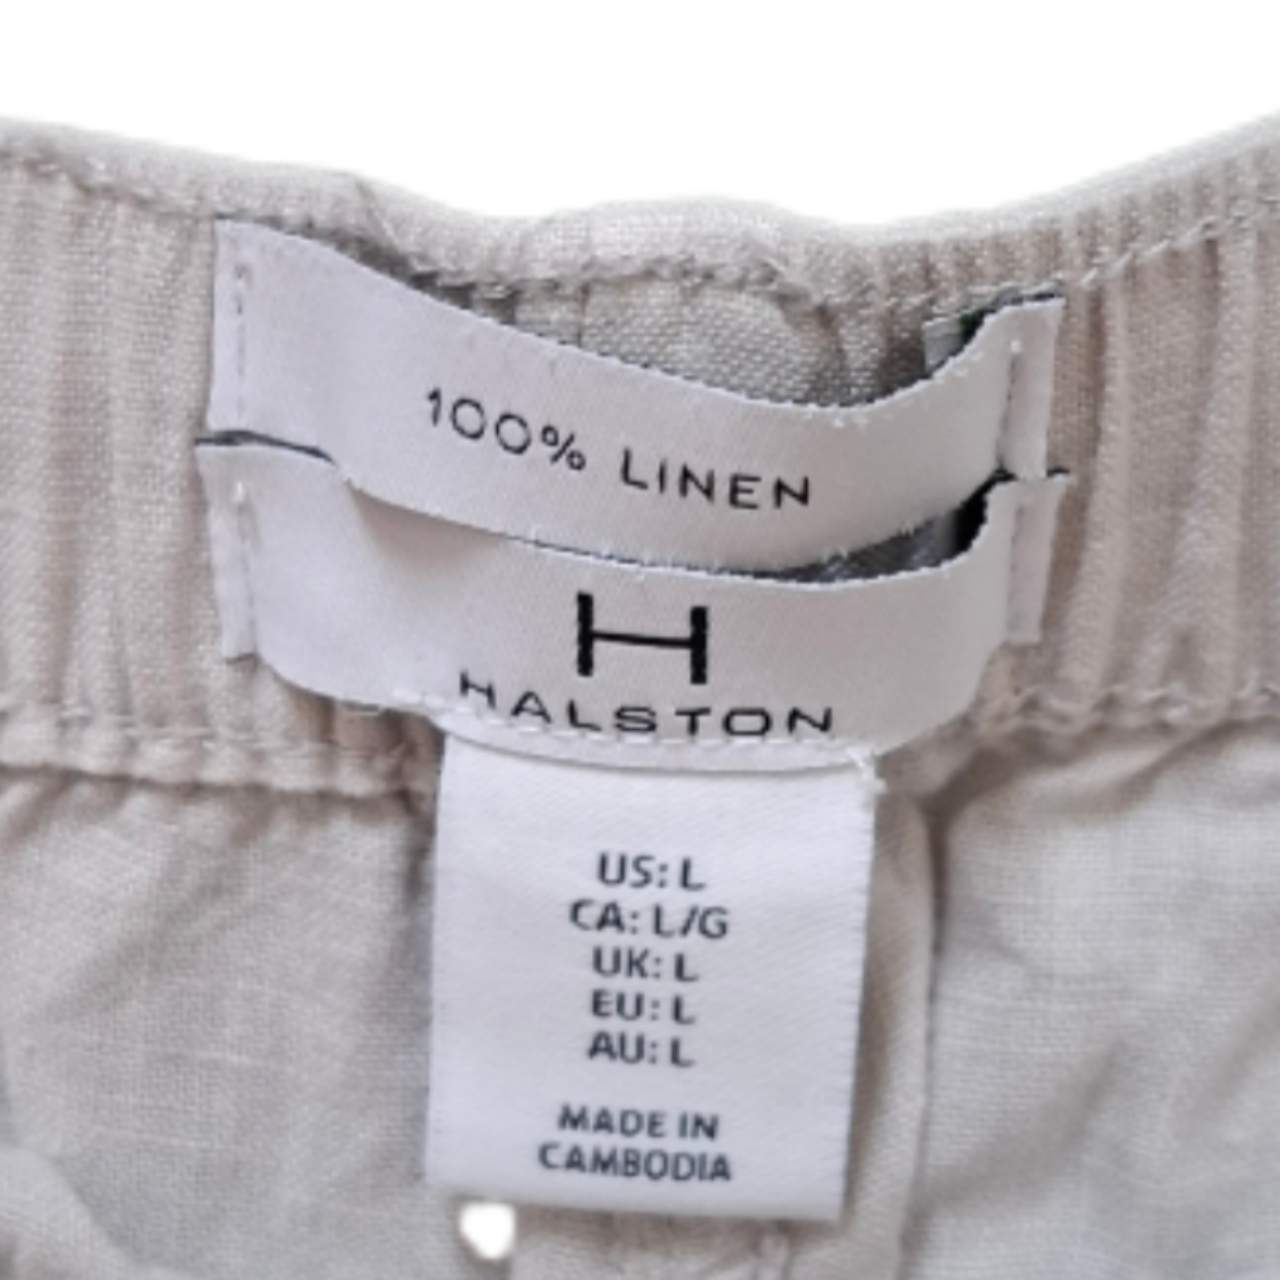 100% LINEN
H
HALSTON
US: L
CA: L/G
UK: L
EU: L
AU: L
MADE IN
CAMBODIA